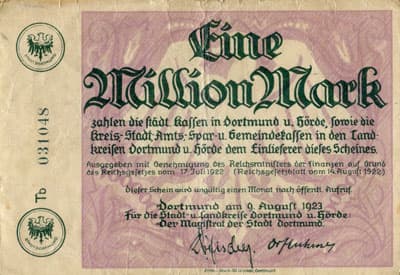 Eine
Million Mark
zahlen die städt. Kassen in Dortmund u. Hörde, sowie die
Kreis- Stadt- Amts- Spar- u. Gemeindekassen in den Land-
kreisen Dortmund u. Hörde dem Einlieferer dieses Scheines.
Ausgegeben mit Genehmigung des Reichsministers der Finanzen auf Grund
des Reichsgesetzes vom 17. Juli 1922 (Reichsgesetzblatt vom 14. August 1922)
Dieser Schein wird ungültig einen Monat nach öffentl. Aufruf.
Dortmund am 9. August 1923
Für die Stadt- u. Landkreise Dortmund u. Hörde
Der Magistrat der Stadt Dortmund.
Tb 031048